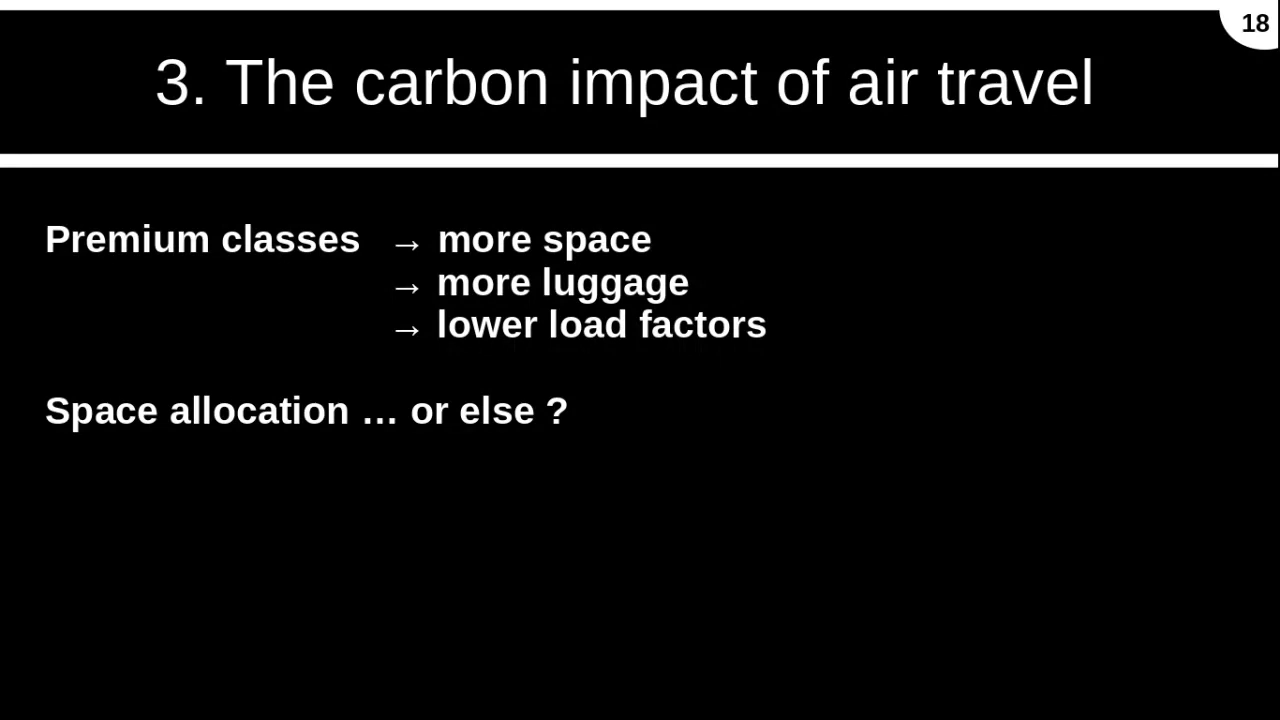 18
3. The carbon impact of air travel
Premium classes → more space
→ more luggage
→ lower load factors
Space allocation … or else ?